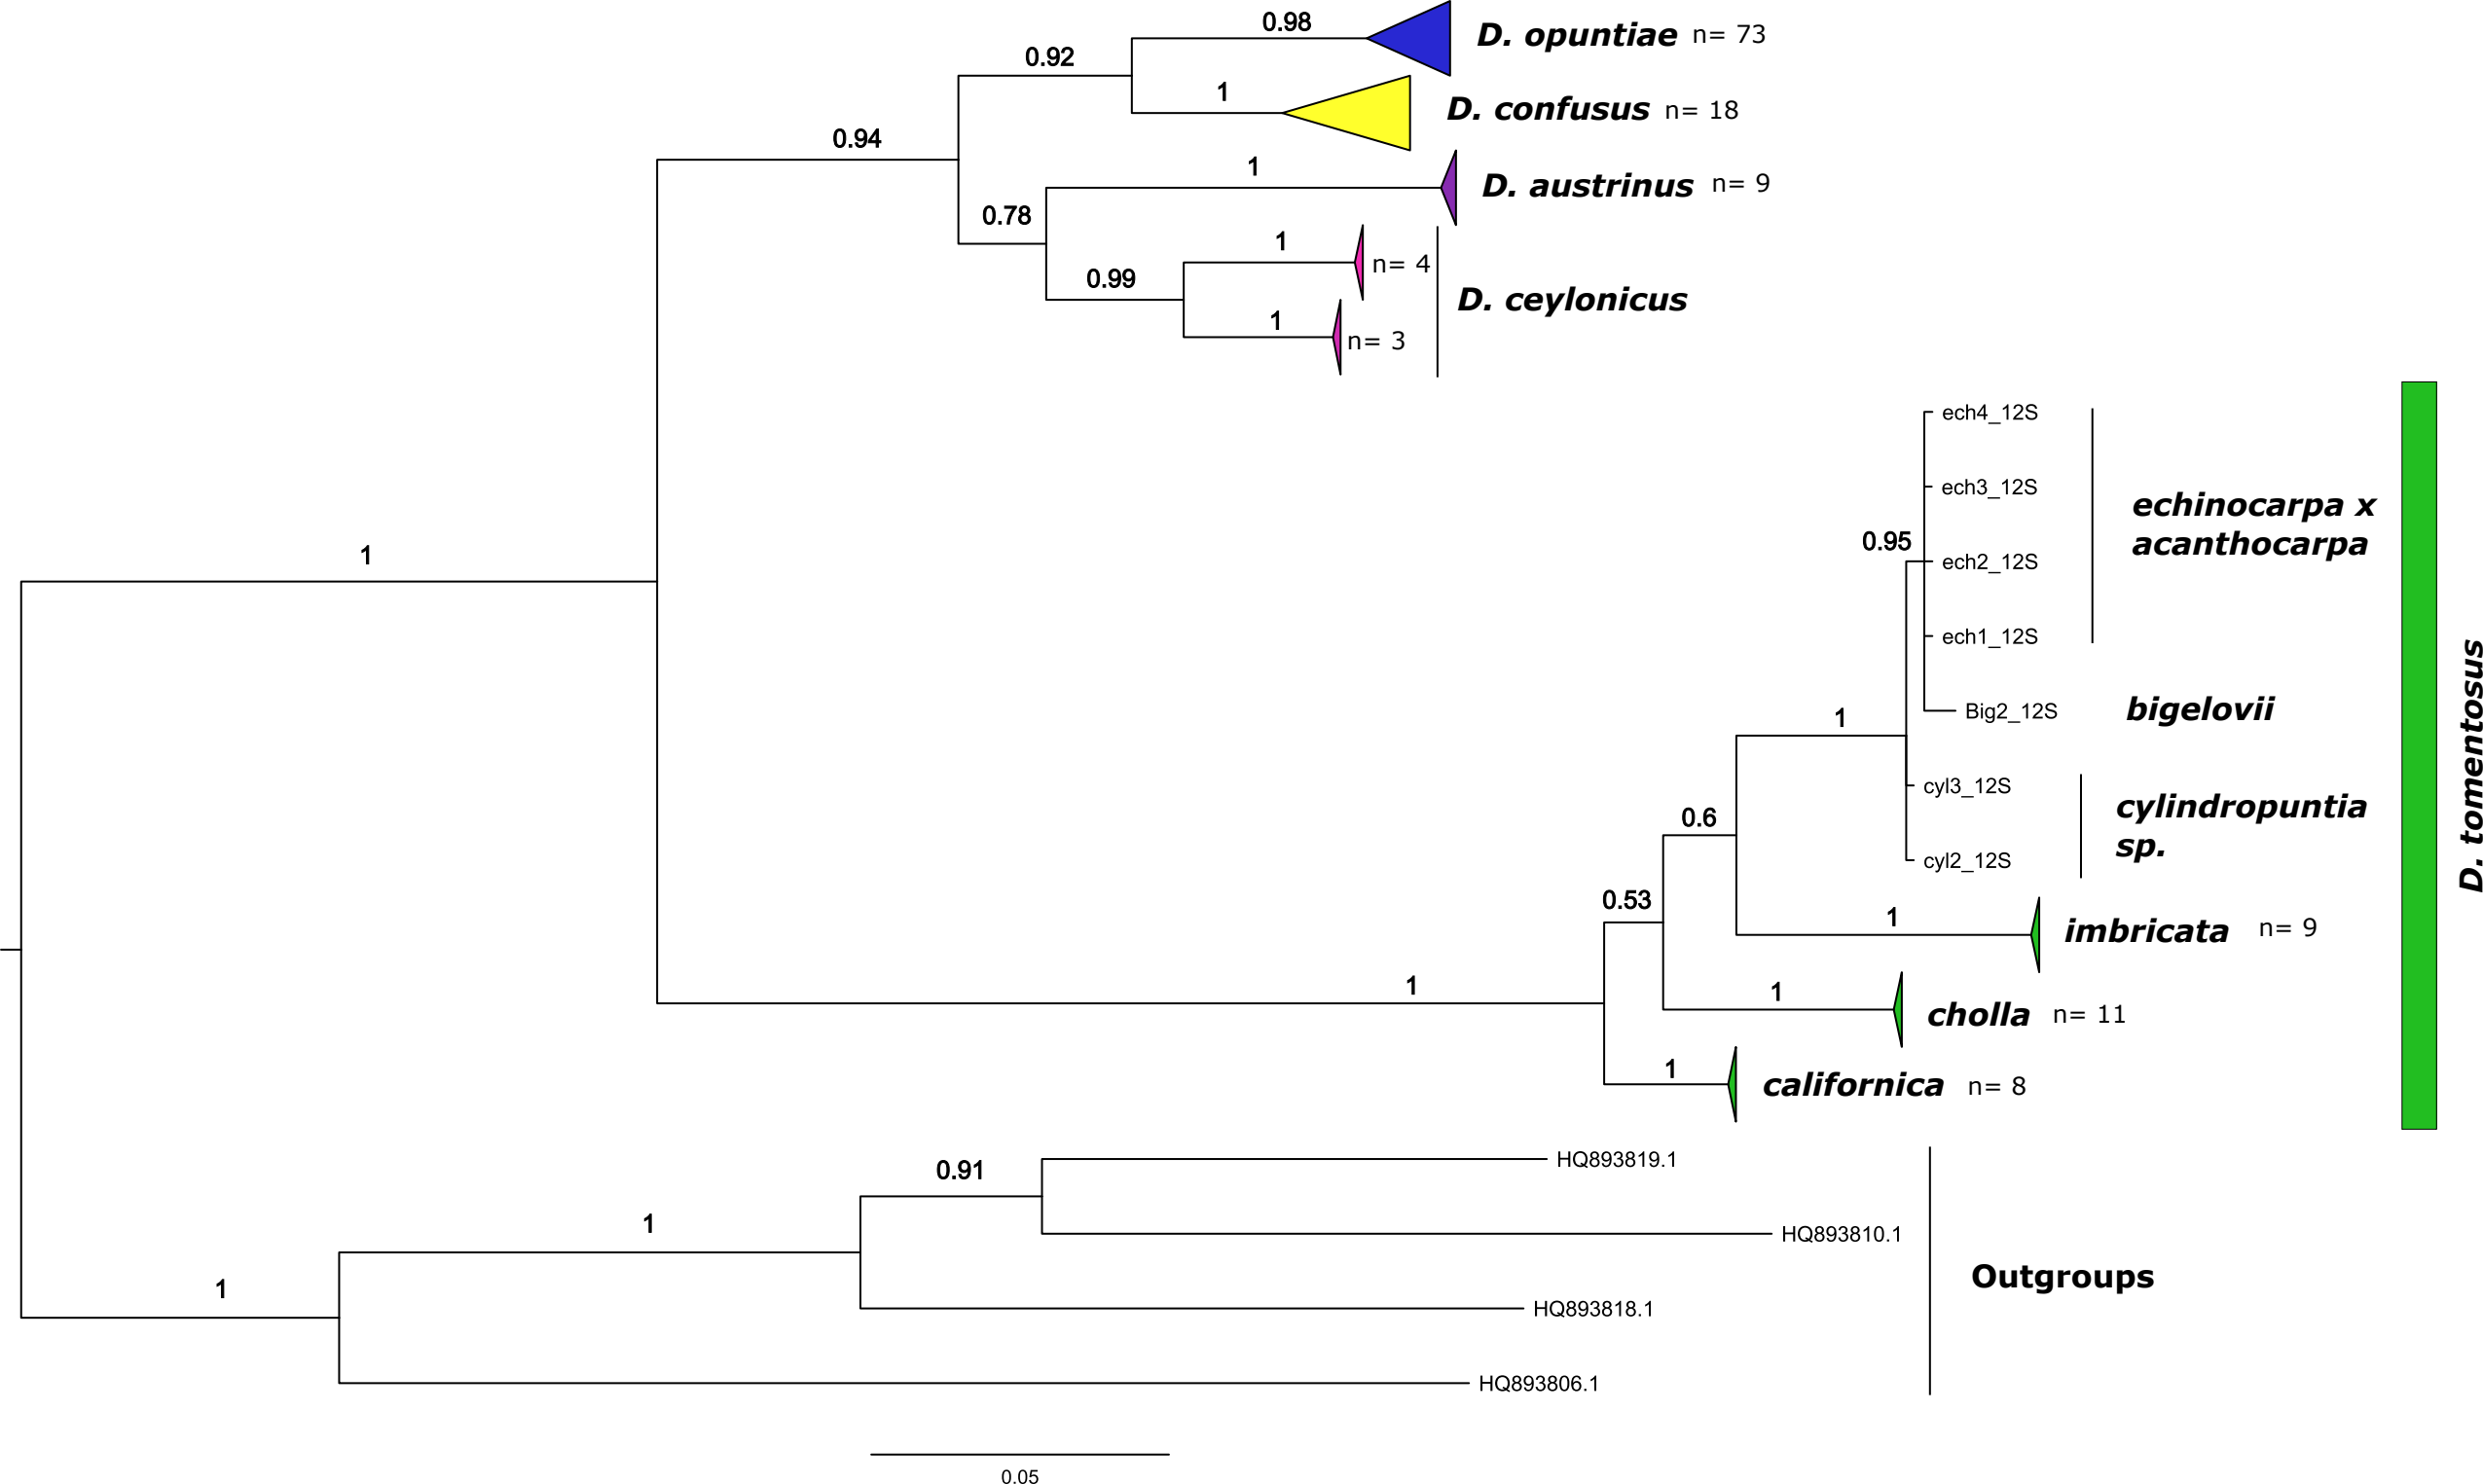 0.98
D. opuntiae n= 73
0.92
1
D. confusus n= 18
0.94
1
D. austrinus n= 9
0.78
1
n= 4
0.99
D. ceylonicus
1
n= 3
ech4_12S
ech3_12S
echinocarpa x
acanthocarpa
0.95
ech2_12S
1
ech1_12S
bigelovii
Big2_12S
1
cyl3_12S
cylindropuntia
sp.
0.6
cyl2_12S
D. tomentosus
0.53
1
imbricata n= 9
1
1
cholla n= 11
1
californica n= 8
0.91
HQ893819.1
1
HQ893810.1
Outgroups
1
HQ893818.1
HQ893806.1
0.05